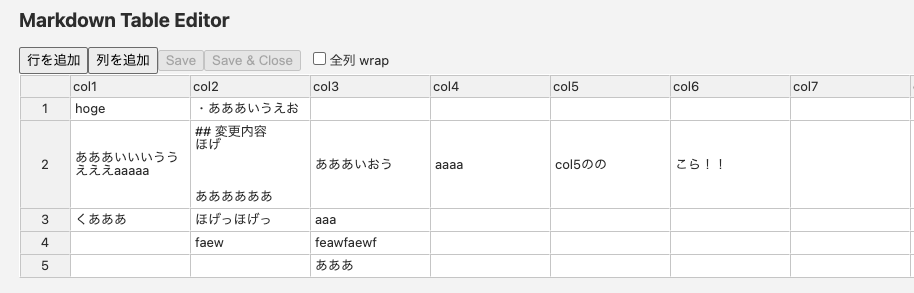 Markdown Table Editor
行を追加 列を追加 Save Save & Close 全列 wrap
col1 col2 col3 col4 col5 col6 col7
1 hoge ・あああいうえお
2 あああいいいうう
えええaaaaa
## 変更内容
ほげ
ああああああ
あああいおう aaaa col5のの こら！！
3 くあああ ほげっほげっ aaa
4 faew feawfaewf
5 あああ